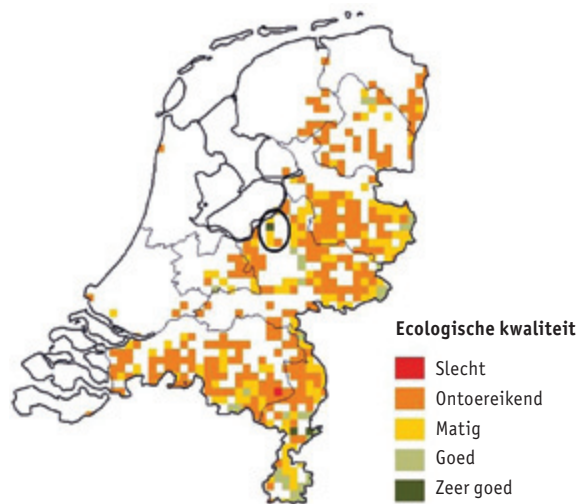 Ecologische kwaliteit
Slecht
Ontoereikend
Matig
Goed
Zeer goed